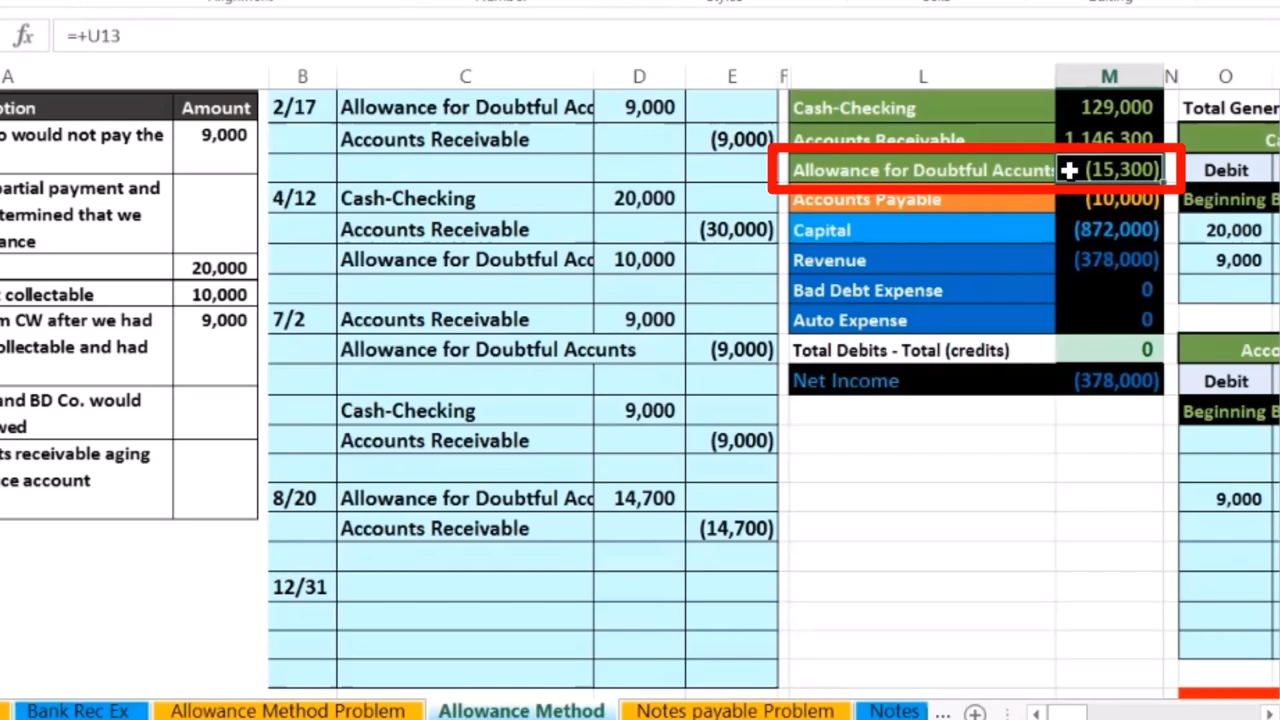 fx =+U13
A B C D E F L M N O
ption Amount
o would not pay the 9,000
partial payment and
termined that we
ance
20,000
t collectable 10,000
m CW after we had 9,000
ollectable and had
and BD Co. would
wed
ts receivable aging
ce account
2/17 Allowance for Doubtful Acc 9,000
Accounts Receivable (9,000)
4/12 Cash-Checking 20,000
Accounts Receivable (30,000)
Allowance for Doubtful Acc 10,000
7/2 Accounts Receivable 9,000
Allowance for Doubtful Accunts (9,000)
Cash-Checking 9,000
Accounts Receivable (9,000)
8/20 Allowance for Doubtful Acc 14,700
Accounts Receivable (14,700)
12/31
Cash-Checking 129,000
Accounts Receivable 1,146,300
Allowance for Doubtful Accunts (15,300)
Accounts Payable (10,000)
Capital (872,000)
Revenue (378,000)
Bad Debt Expense 0
Auto Expense 0
Total Debits - Total (credits) 0
Net Income (378,000)
Total Gener
Ca
Debit
Beginning B
20,000
9,000
Acco
Debit
Beginning B
9,000
Bank Rec Ex Allowance Method Problem Allowance Method Notes payable Problem Notes ...